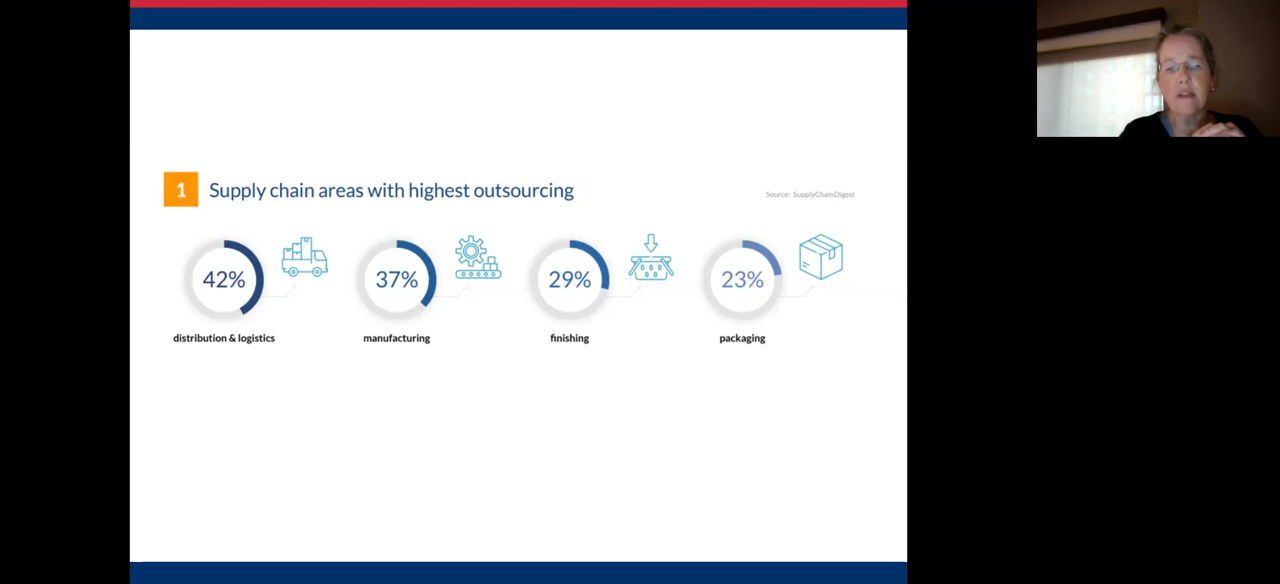 1 Supply chain areas with highest outsourcing
Source: SupplyChainDigest
42% 37% 29% 23%
distribution & logistics manufacturing finishing packaging